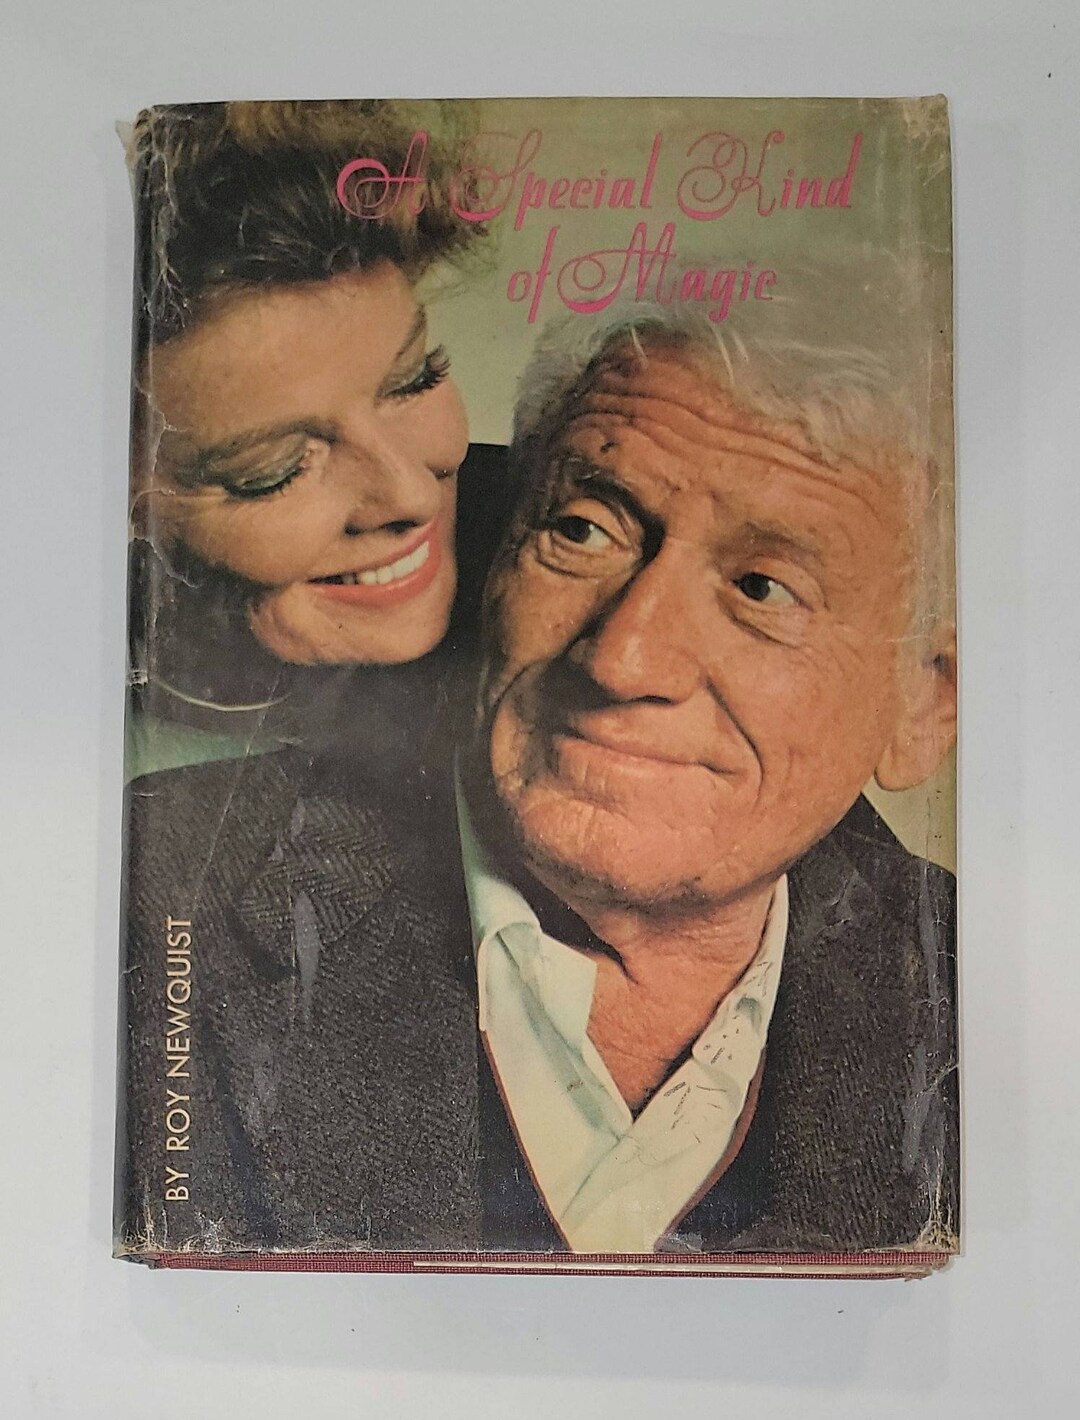 A Special Kind
of Magic
BY ROY NEWQUIST